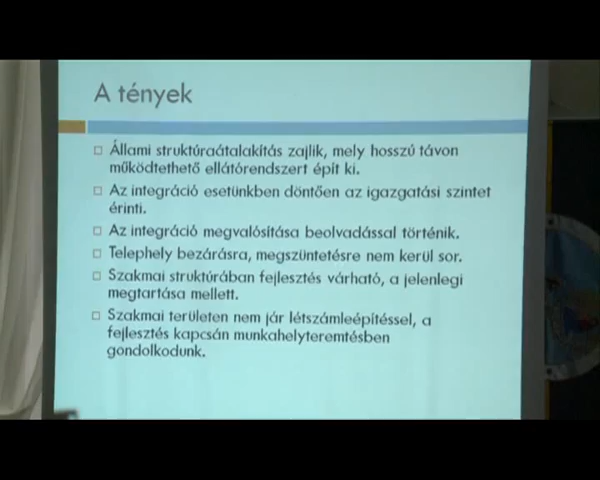 A tények
Állami struktúraátalakítás zajlik, mely hosszú távon
működtethető ellátórendszert épít ki.
Az integráció esetünkben döntően az igazgatási szintet
érinti.
Az integráció megvalósítása beolvadással történik.
Telephely bezárásra, megszüntetésre nem kerül sor.
Szakmai struktúrában fejlesztés várható, a jelenlegi
megtartása mellett.
Szakmai területen nem jár létszámleépítéssel, a
fejlesztés kapcsán munkahelyteremtésben
gondolkodunk.